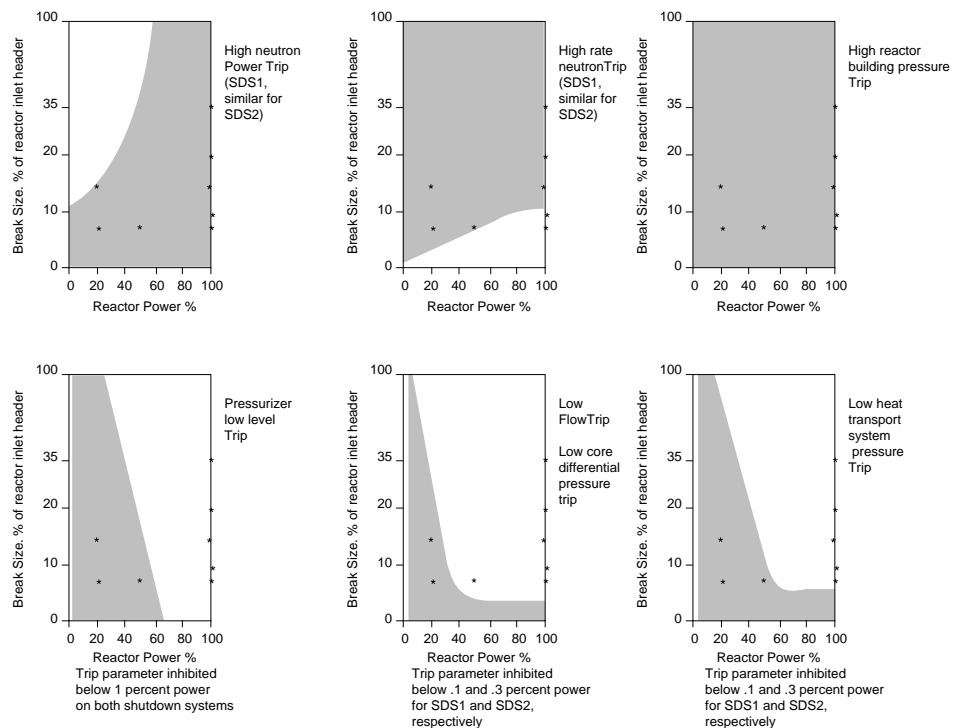 100
35
20
10
0
Break Size. % of reactor inlet header
0 20 40 60 80 100
Reactor Power %
High neutron
Power Trip
(SDS1,
similar for
SDS2)
100
35
20
10
0
Break Size. % of reactor inlet header
0 20 40 60 80 100
Reactor Power %
High rate
neutronTrip
(SDS1,
similar for
SDS2)
100
35
20
10
0
Break Size. % of reactor inlet header
0 20 40 60 80 100
Reactor Power %
High reactor
building pressure
Trip
100
35
20
10
0
Break Size. % of reactor inlet header
0 20 40 60 80 100
Reactor Power %
Pressurizer
low level
Trip
Trip parameter inhibited
below 1 percent power
on both shutdown systems
100
35
20
10
0
Break Size. % of reactor inlet header
0 20 40 60 80 100
Reactor Power %
Low
FlowTrip
Low core
differential
pressure
trip
Trip parameter inhibited
below .1 and .3 percent power
for SDS1 and SDS2,
respectively
100
35
20
10
0
Break Size. % of reactor inlet header
0 20 40 60 80 100
Reactor Power %
Low heat
transport
system
pressure
Trip
Trip parameter inhibited
below .1 and .3 percent power
for SDS1 and SDS2,
respectively